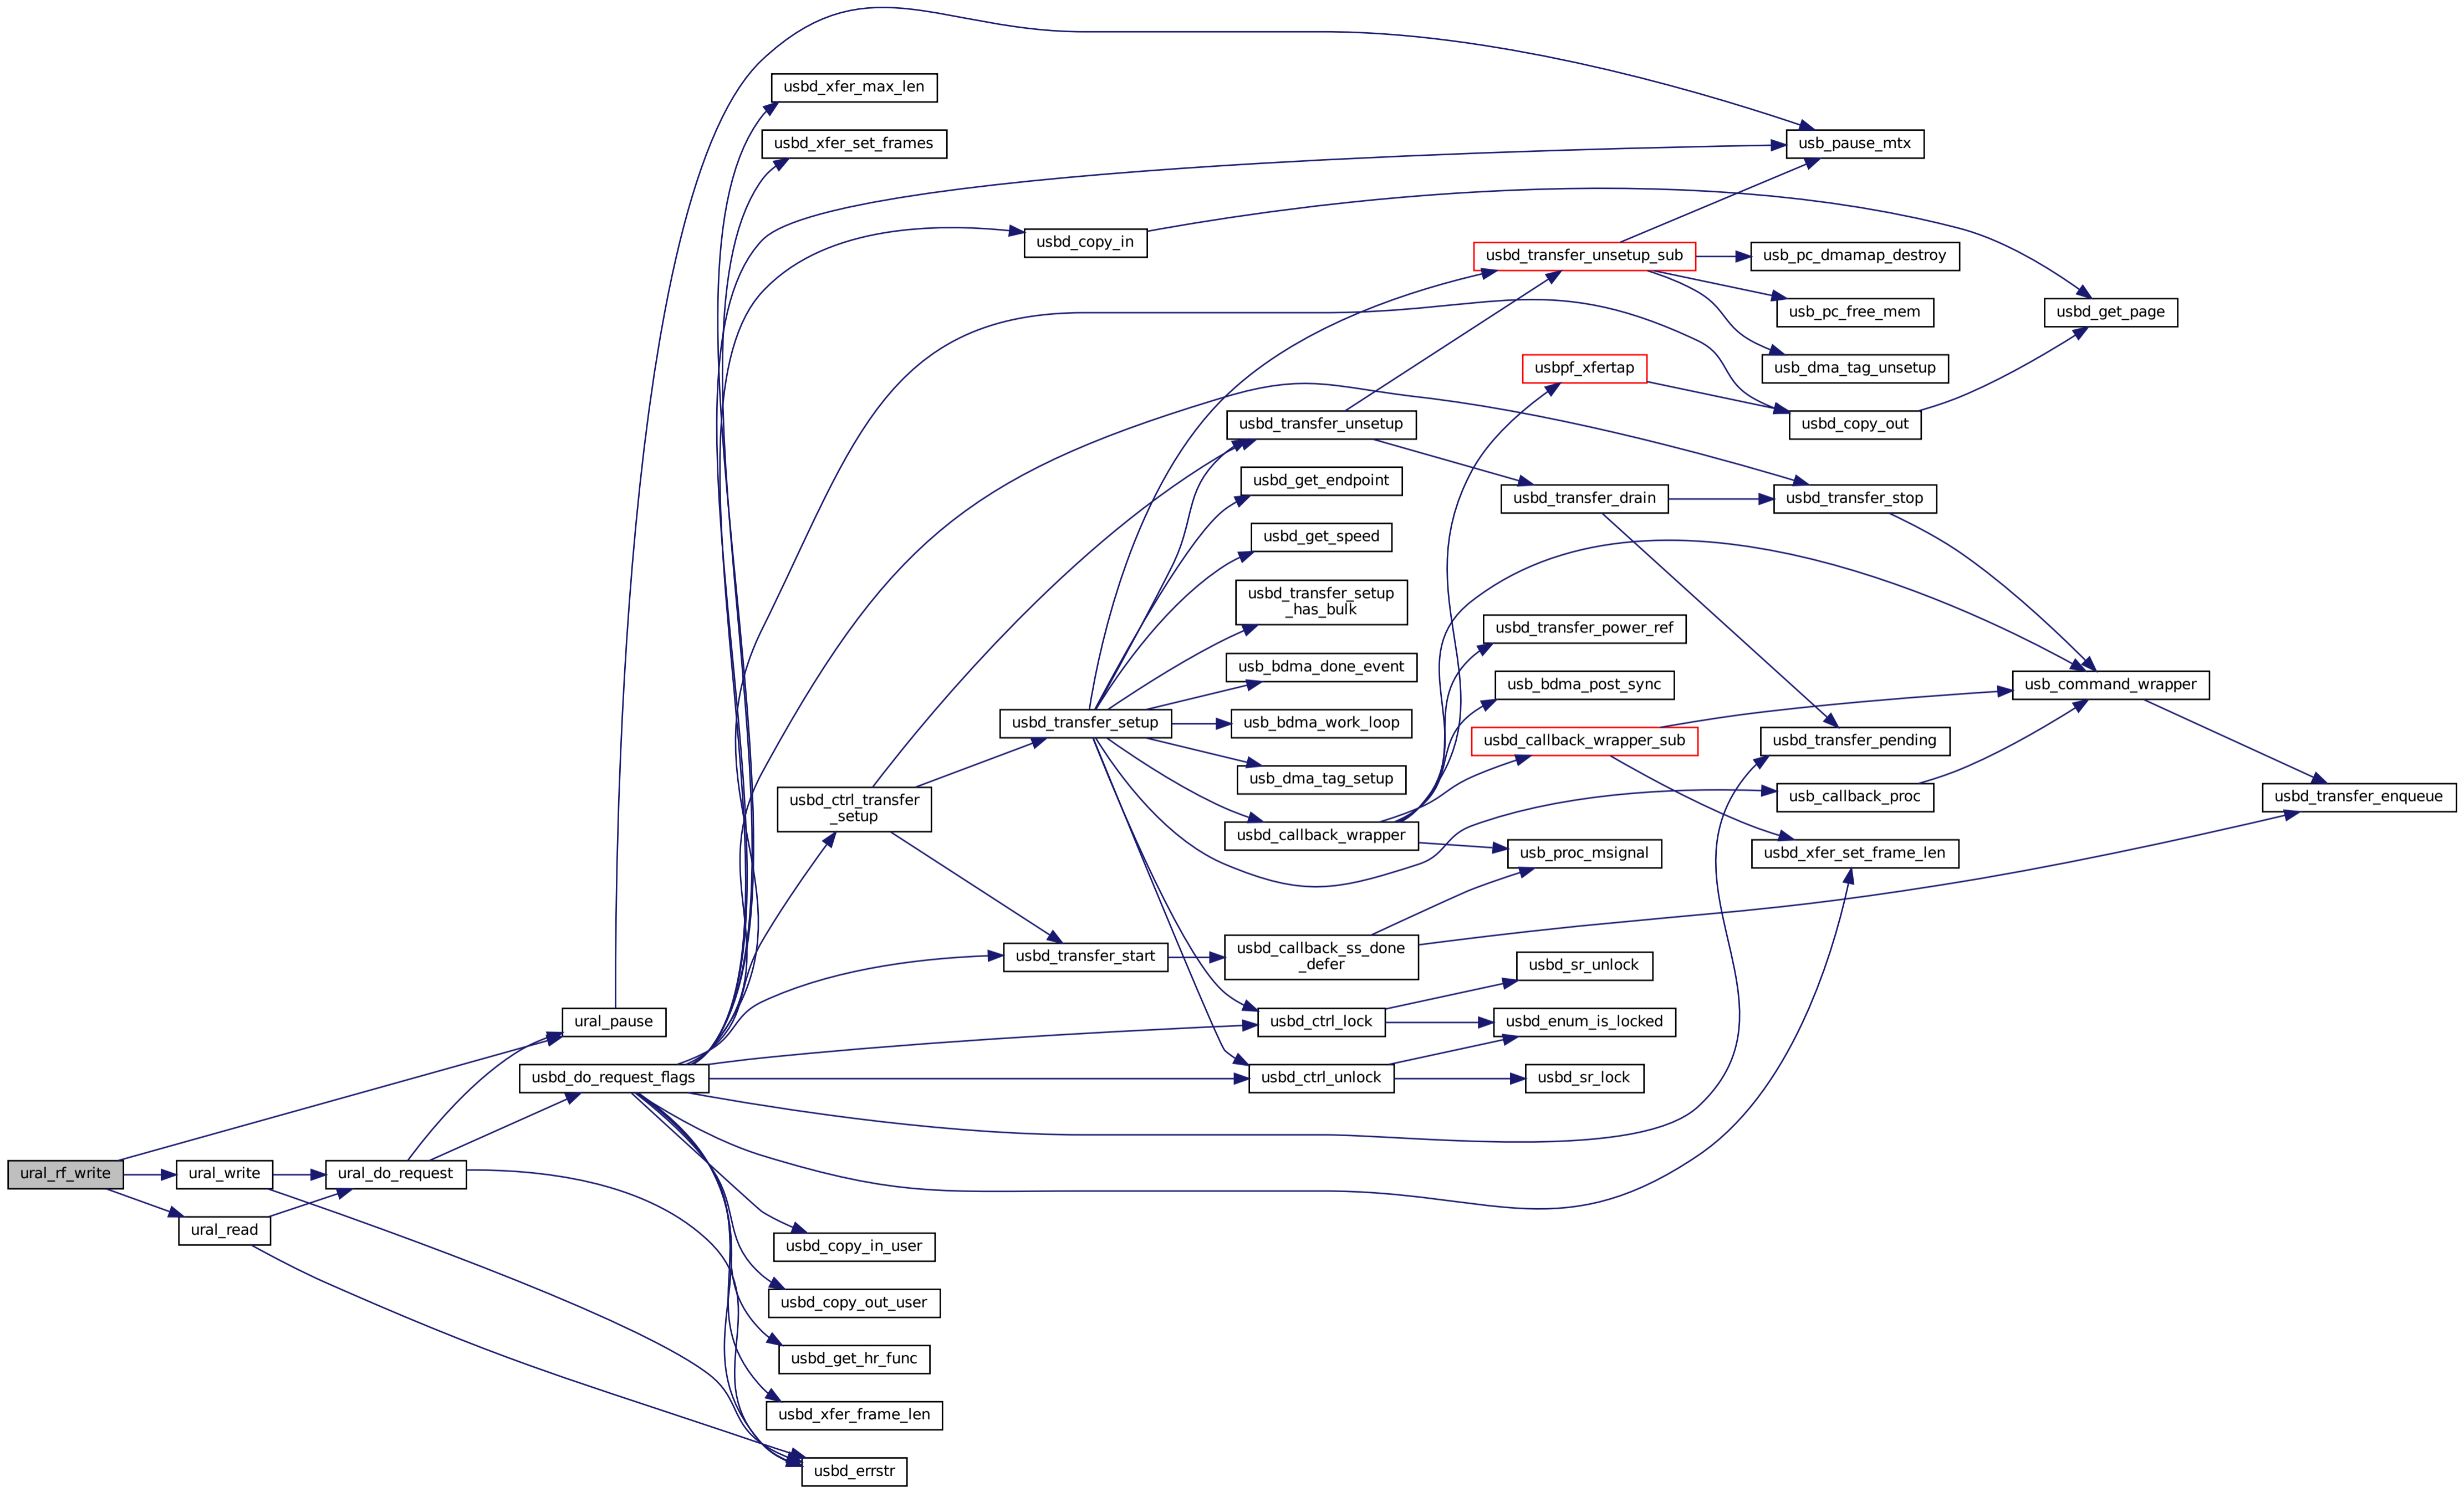 usbd_xfer_max_len
usbd_xfer_set_frames
usb_pause_mtx
usbd_copy_in
usbd_transfer_unsetup_sub
usb_pc_dmamap_destroy
usb_pc_free_mem
usbd_get_page
usbpf_xfertap
usb_dma_tag_unsetup
usbd_transfer_unsetup
usbd_copy_out
usbd_get_endpoint
usbd_transfer_drain
usbd_transfer_stop
usbd_get_speed
usbd_transfer_setup
_has_bulk
usbd_transfer_power_ref
usb_bdma_done_event
usb_bdma_post_sync
usb_command_wrapper
usbd_transfer_setup
usb_bdma_work_loop
usbd_callback_wrapper_sub
usbd_transfer_pending
usb_dma_tag_setup
usbd_ctrl_transfer
_setup
usb_callback_proc
usbd_transfer_enqueue
usbd_callback_wrapper
usb_proc_msignal
usbd_xfer_set_frame_len
usbd_transfer_start
usbd_callback_ss_done
_defer
usbd_sr_unlock
ural_pause
usbd_ctrl_lock
usbd_enum_is_locked
usbd_do_request_flags
usbd_ctrl_unlock
usbd_sr_lock
ural_rf_write
ural_write
ural_do_request
ural_read
usbd_copy_in_user
usbd_copy_out_user
usbd_get_hr_func
usbd_xfer_frame_len
usbd_errstr